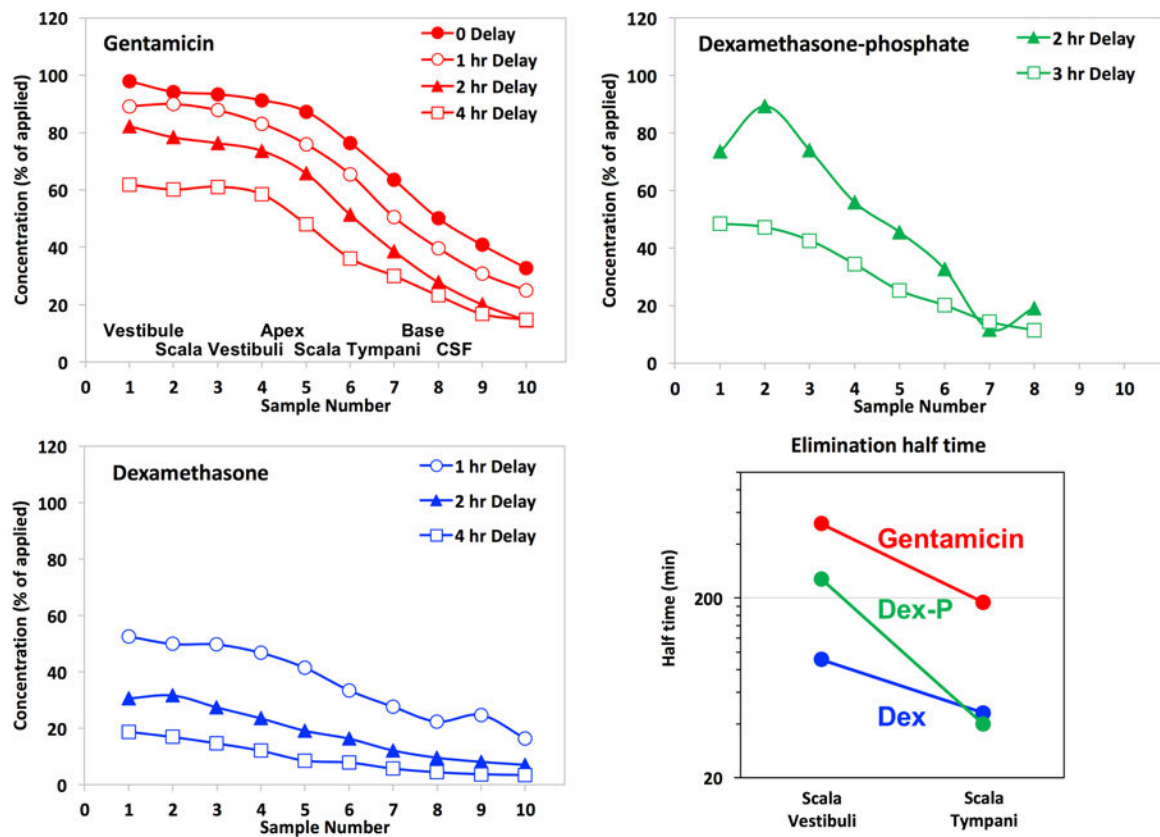 Gentamicin
0 Delay
1 hr Delay
2 hr Delay
4 hr Delay
Concentration (% of applied)
120
100
80
60
40
20
0
Vestibule Apex Base
Scala Vestibuli Scala Tympani CSF
0 1 2 3 4 5 6 7 8 9 10
Sample Number
Dexamethasone-phosphate
2 hr Delay
3 hr Delay
Concentration (% of applied)
120
100
80
60
40
20
0
0 1 2 3 4 5 6 7 8 9 10
Sample Number
Dexamethasone
1 hr Delay
2 hr Delay
4 hr Delay
Concentration (% of applied)
120
100
80
60
40
20
0
0 1 2 3 4 5 6 7 8 9 10
Sample Number
Elimination half time
Half time (min)
200
20
Gentamicin
Dex-P
Dex
Scala Scala
Vestibuli Tympani